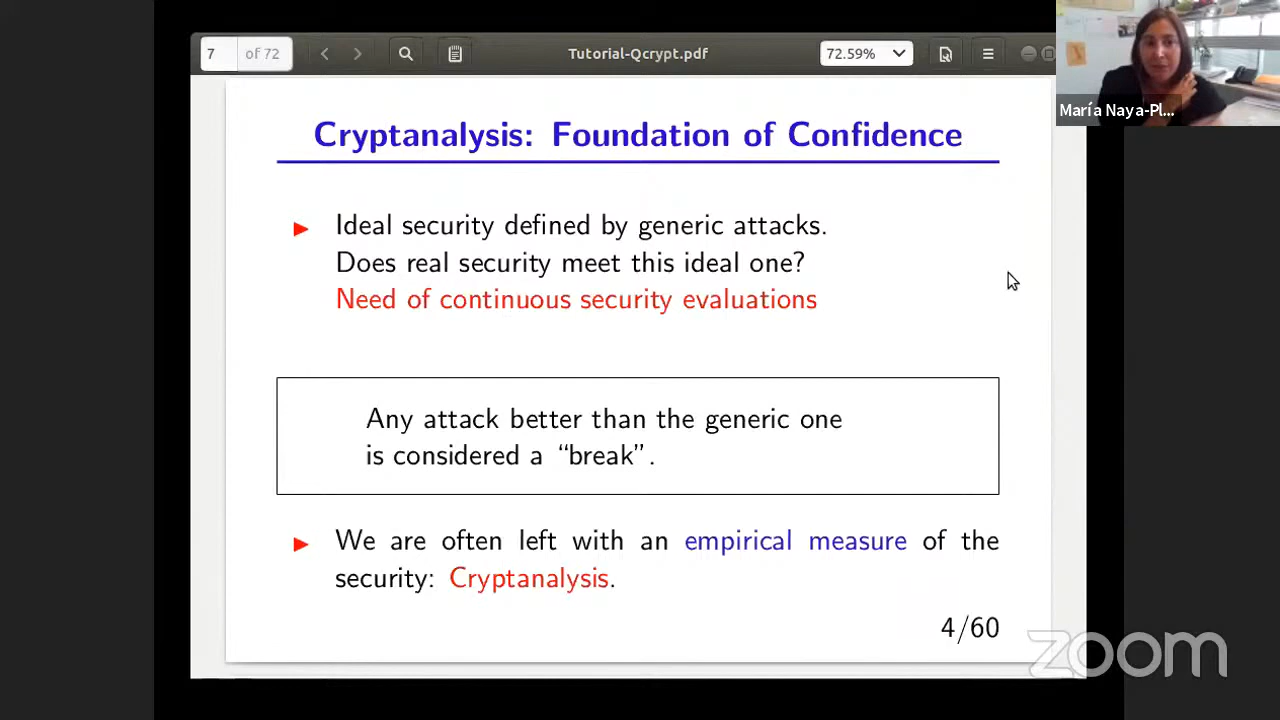 7 of 72 Tutorial-Qcrypt.pdf 72.59%
María Naya-Pl...
Cryptanalysis: Foundation of Confidence
► Ideal security defined by generic attacks.
Does real security meet this ideal one?
Need of continuous security evaluations
Any attack better than the generic one
is considered a “break”.
► We are often left with an empirical measure of the
security: Cryptanalysis.
4/60
zoom